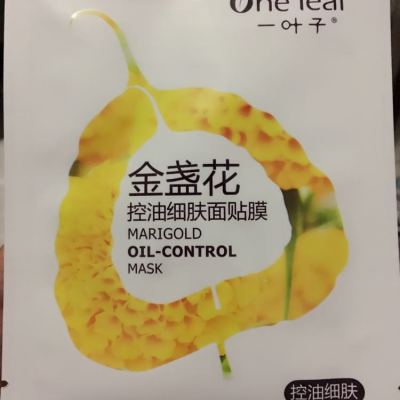 One leaf
一叶子®
金盏花
控油细肤面贴膜
MARIGOLD
OIL-CONTROL
MASK
控油细肤